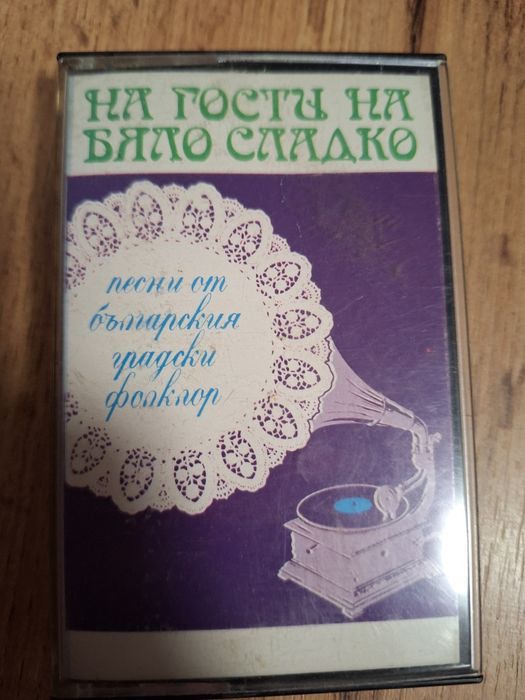 НА ГОСТИ НА
БЯЛО СЛАДКО
песни от
българския
градски
фолклор